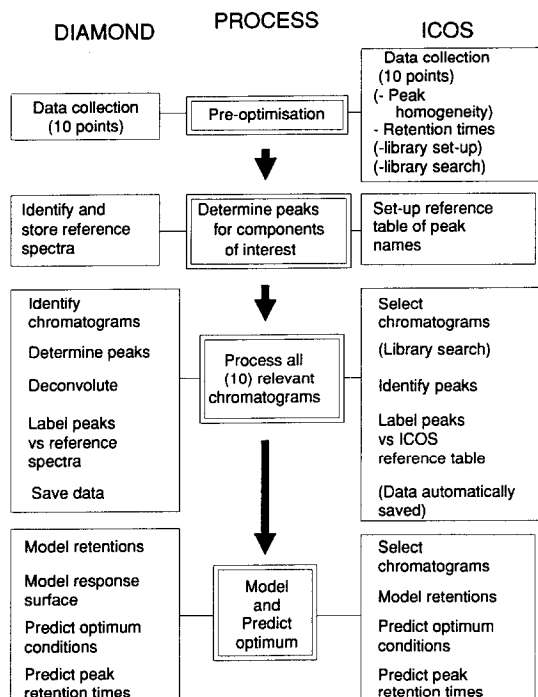 DIAMOND
PROCESS
ICOS
Data collection
(10 points)
Pre-optimisation
Data collection
(10 points)
(- Peak
homogeneity)
- Retention times
(-library set-up)
(-library search)
Identify and
store reference
spectra
Determine peaks
for components
of interest
Set-up reference
table of peak
names
Identify
chromatograms
Determine peaks
Deconvolute
Label peaks
vs reference
spectra
Save data
Process all
(10) relevant
chromatograms
Select
chromatograms
(Library search)
Identify peaks
Label peaks
vs ICOS
reference table
(Data automatically
saved)
Model retentions
Model response
surface
Predict optimum
conditions
Predict peak
retention times
Model
and
Predict
optimum
Select
chromatograms
Model retentions
Predict optimum
conditions
Predict peak
retention times